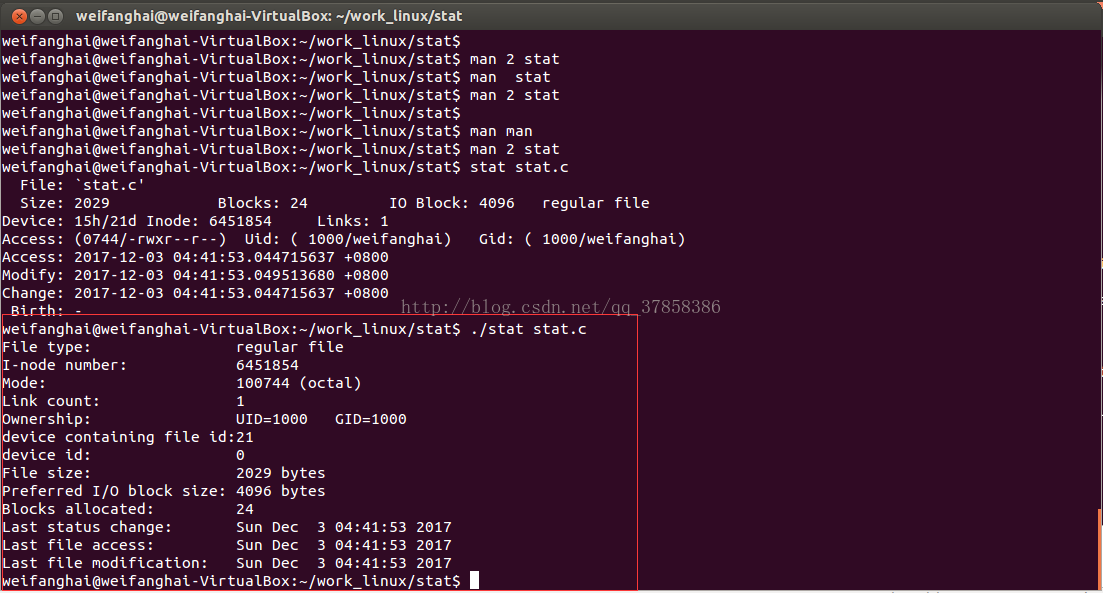 weifanghai@weifanghai-VirtualBox: ~/work_linux/stat
weifanghai@weifanghai-VirtualBox:~/work_linux/stat$
weifanghai@weifanghai-VirtualBox:~/work_linux/stat$ man 2 stat
weifanghai@weifanghai-VirtualBox:~/work_linux/stat$ man  stat
weifanghai@weifanghai-VirtualBox:~/work_linux/stat$ man 2 stat
weifanghai@weifanghai-VirtualBox:~/work_linux/stat$
weifanghai@weifanghai-VirtualBox:~/work_linux/stat$ man man
weifanghai@weifanghai-VirtualBox:~/work_linux/stat$ man 2 stat
weifanghai@weifanghai-VirtualBox:~/work_linux/stat$ stat stat.c
  File: `stat.c'
  Size: 2029            Blocks: 24         IO Block: 4096   regular file
Device: 15h/21d Inode: 6451854     Links: 1
Access: (0744/-rwxr--r--)  Uid: ( 1000/weifanghai)   Gid: ( 1000/weifanghai)
Access: 2017-12-03 04:41:53.044715637 +0800
Modify: 2017-12-03 04:41:53.049513680 +0800
Change: 2017-12-03 04:41:53.044715637 +0800
http://blog.csdn.net/qq_37858386
 Birth: -
weifanghai@weifanghai-VirtualBox:~/work_linux/stat$ ./stat stat.c
File type:                regular file
I-node number:            6451854
Mode:                     100744 (octal)
Link count:               1
Ownership:                UID=1000   GID=1000
device containing file id:21
device id:                0
File size:                2029 bytes
Preferred I/O block size: 4096 bytes
Blocks allocated:         24
Last status change:       Sun Dec  3 04:41:53 2017
Last file access:         Sun Dec  3 04:41:53 2017
Last file modification:   Sun Dec  3 04:41:53 2017
weifanghai@weifanghai-VirtualBox:~/work_linux/stat$